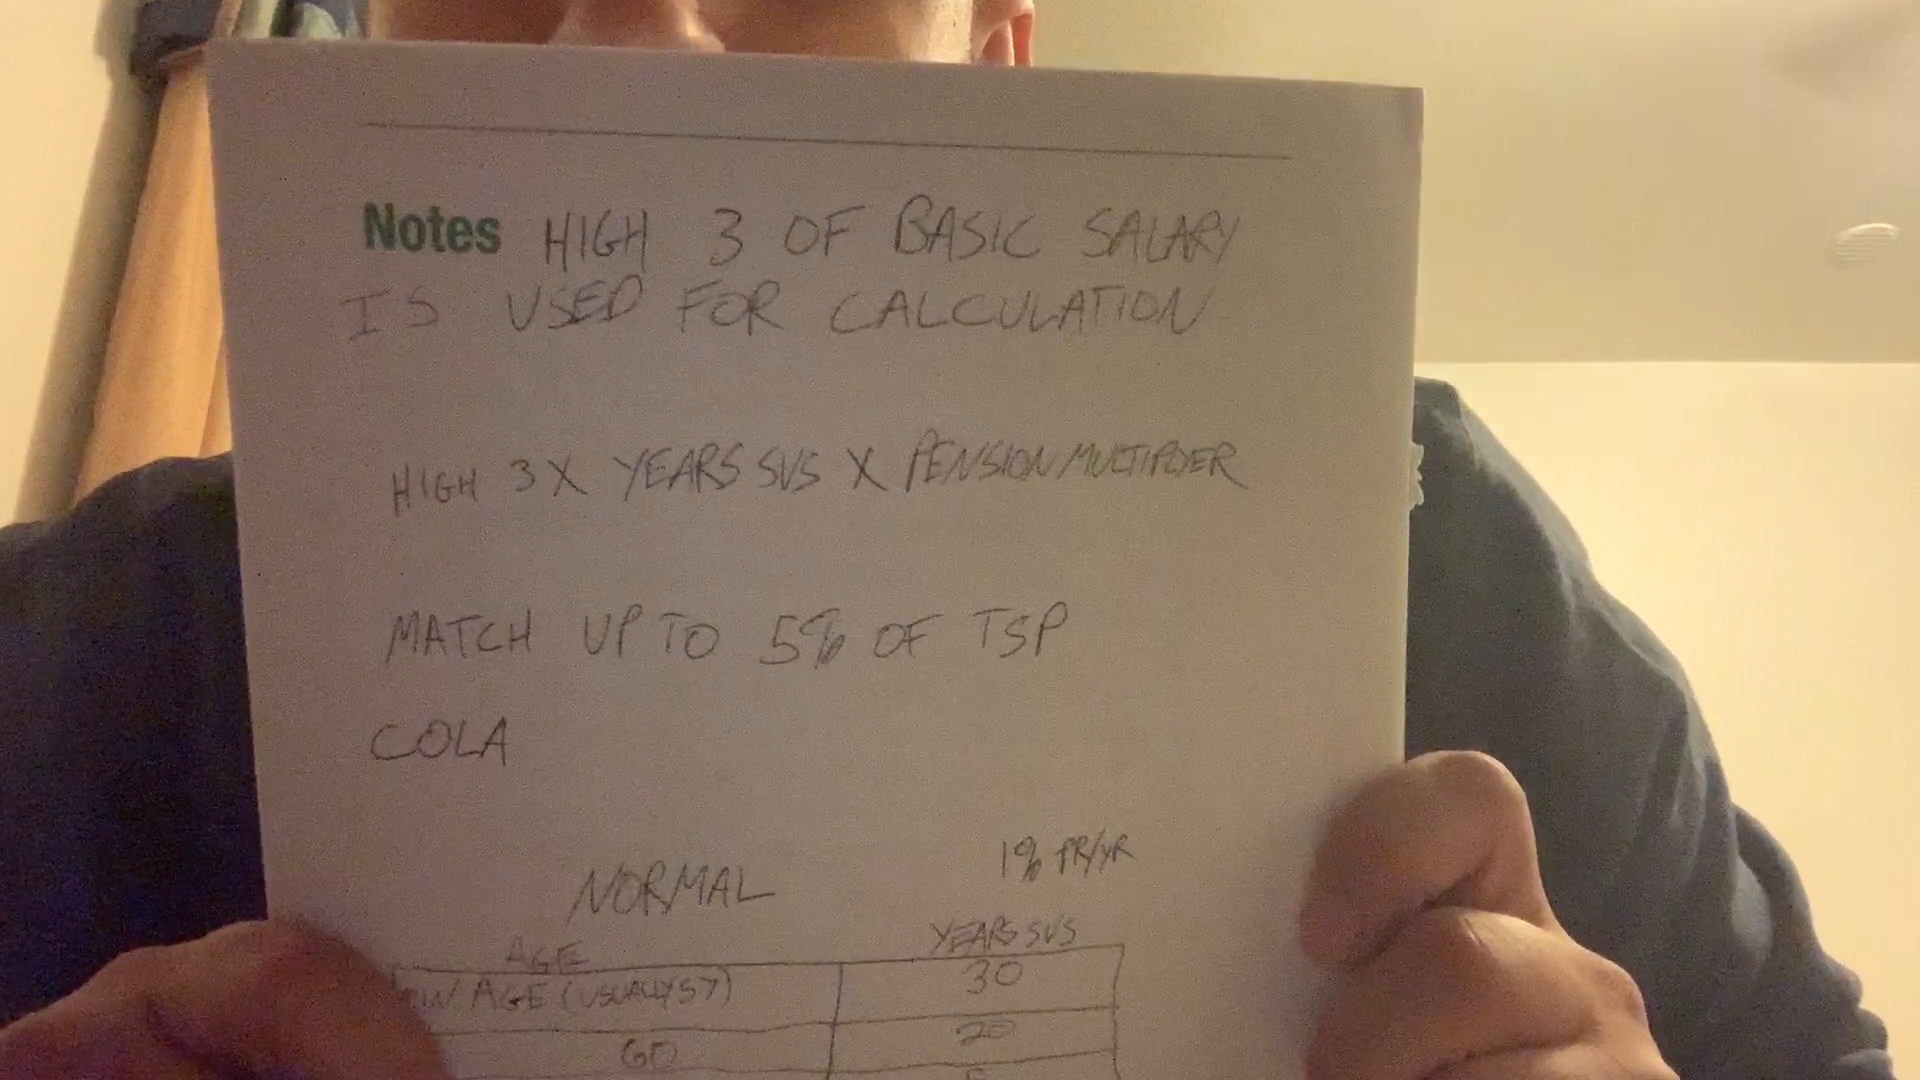 Notes HIGH 3 OF BASIC SALARY
IS USED FOR CALCULATION
HIGH 3 X YEARS SVS X PENSION MULTIPLYER
MATCH UP TO 5% OF TSP
COLA
NORMAL
1% PR/YR
AGE YEARS SVS
AGE (USUALLY 57) 30
60 20